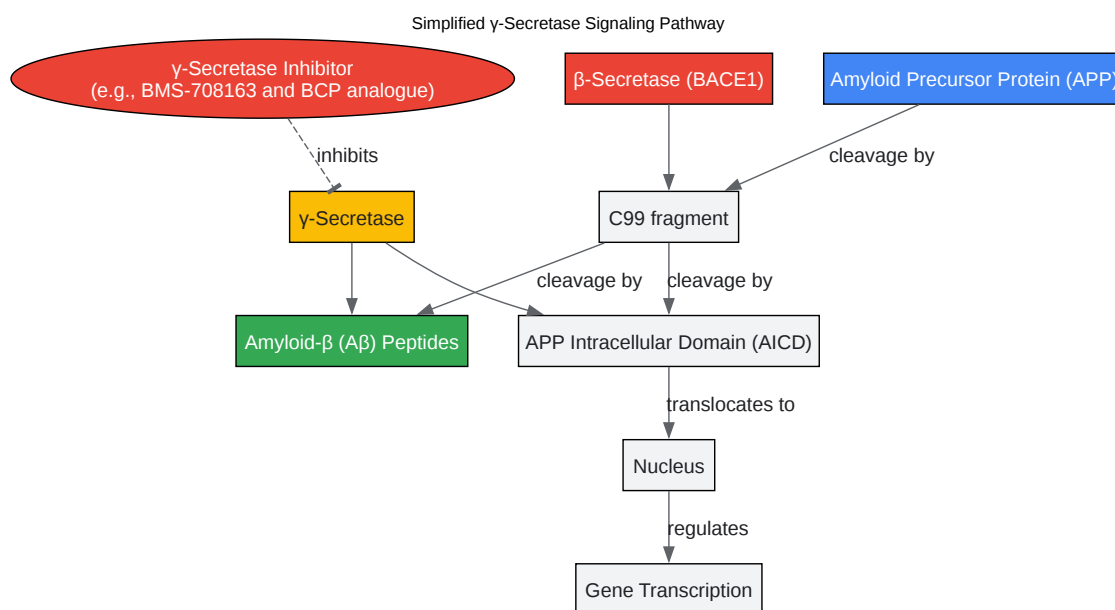 Simplified γ-Secretase Signaling Pathway
γ-Secretase Inhibitor
(e.g., BMS-708163 and BCP analogue)
β-Secretase (BACE1)
Amyloid Precursor Protein (APP)
inhibits
cleavage by
γ-Secretase
C99 fragment
cleavage by
cleavage by
Amyloid-β (Aβ) Peptides
APP Intracellular Domain (AICD)
translocates to
Nucleus
regulates
Gene Transcription